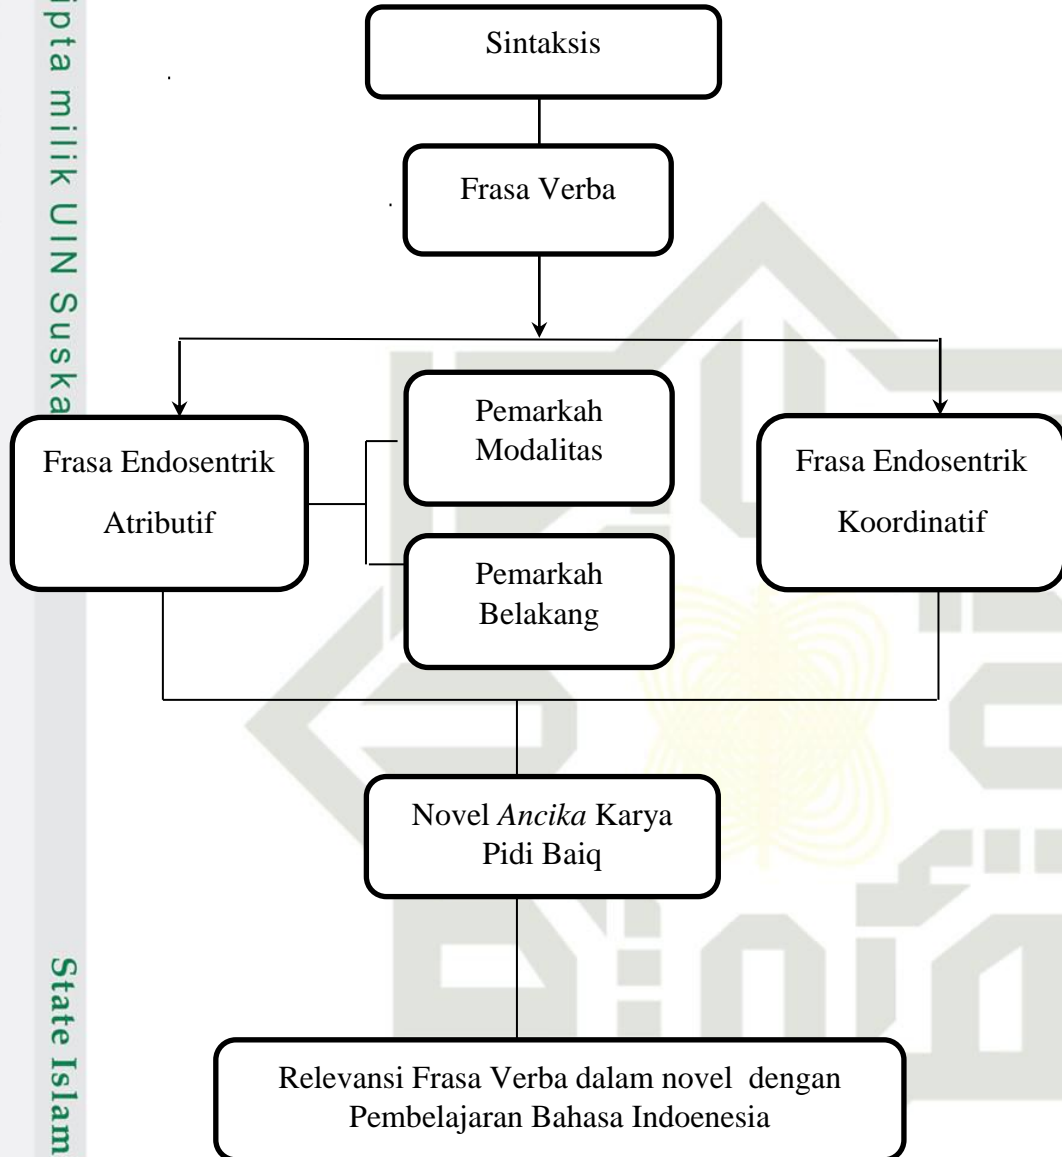 Sintaksis
Frasa Verba
Frasa Endosentrik
Atributif
Pemarkah
Modalitas
Pemarkah
Belakang
Frasa Endosentrik
Koordinatif
Novel Ancika Karya
Pidi Baiq
Relevansi Frasa Verba dalam novel dengan
Pembelajaran Bahasa Indoenesia
ipta milik UIN Suska
State Islam